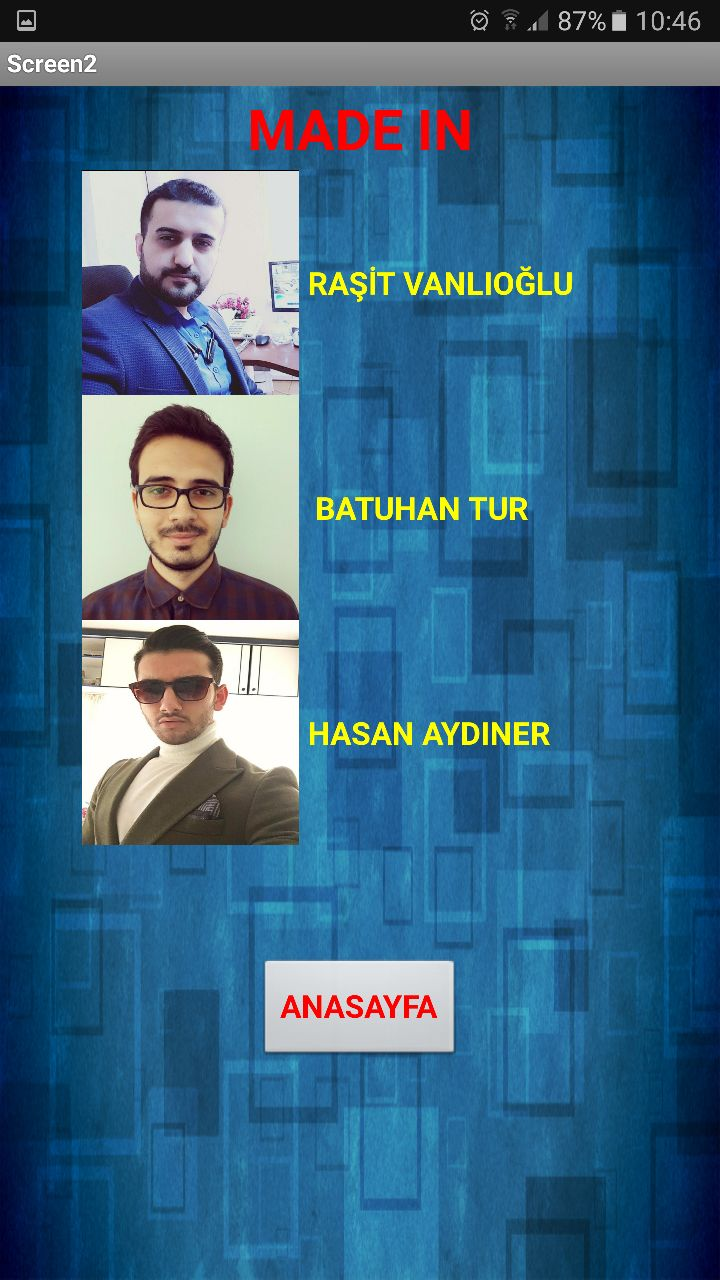 87% 10:46
Screen2
MADE IN
RAŞİT VANLIOĞLU
BATUHAN TUR
HASAN AYDINER
ANASAYFA